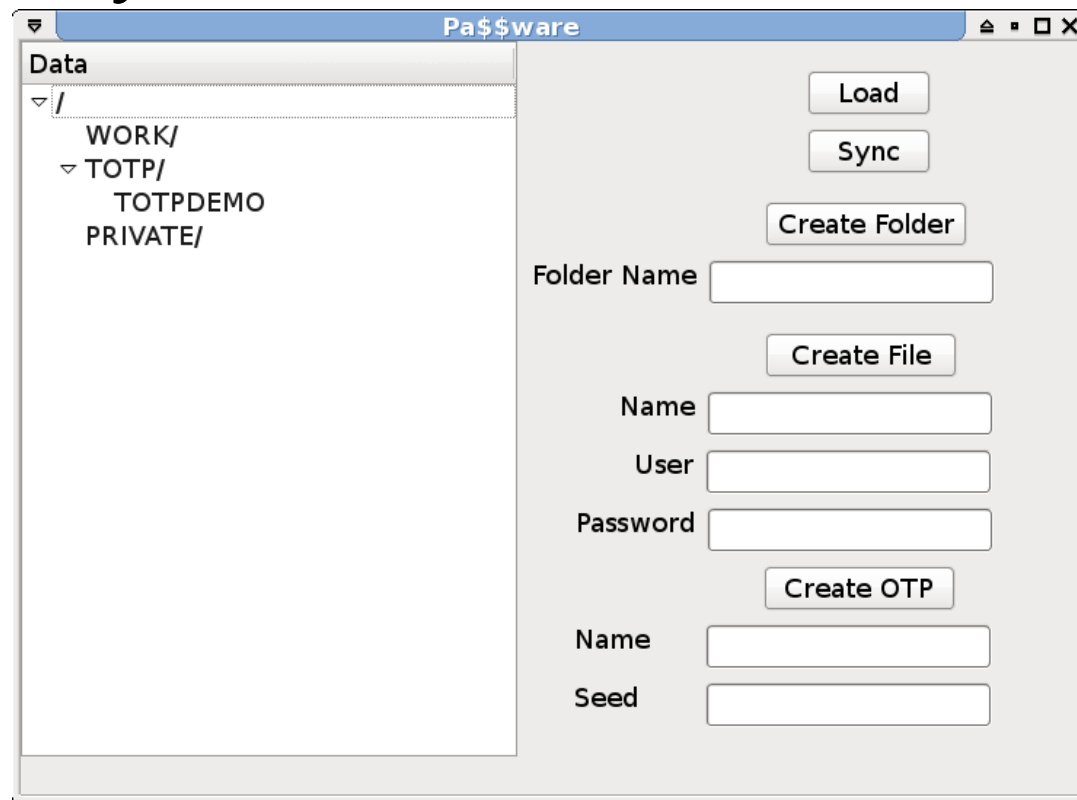 Pa$$ware
Data
/
WORK/
TOTP/
TOTPDEMO
PRIVATE/
Load
Sync
Create Folder
Folder Name
Create File
Name
User
Password
Create OTP
Name
Seed